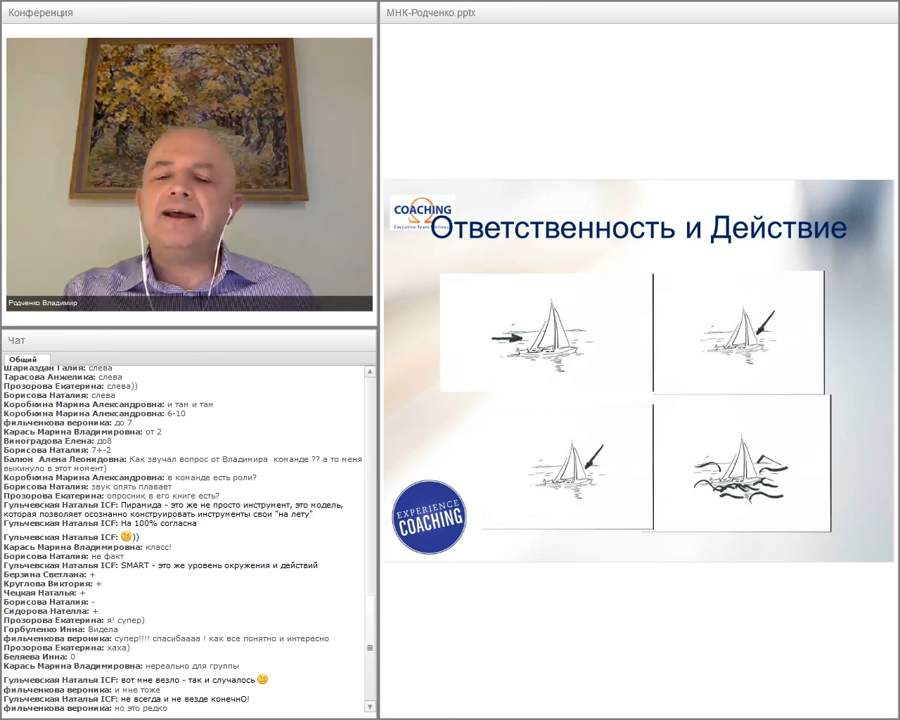 Конференция
Родченко Владимир
Чат
Общий
Шариаздан Галия: слева
Тарасова Анжелика: слева
Прозорова Екатерина: слева))
Борисова Наталия: слева
Коробкина Марина Александровна: и там и там
Коробкина Марина Александровна: 6-10
фильченкова вероника: до 7
Карась Марина Владимировна: от 2
Виноградова Елена: до8
Борисова Наталия: 7+-2
Балюн Алена Леонидовна: Как звучал вопрос от Владимира команде ?? а то меня
выкинуло в этот момент)
Коробкина Марина Александровна: в команде есть роли?
Борисова Наталия: звук опять плавает
Прозорова Екатерина: опросник в его книге есть?
Гульчевская Наталья ICF: Пирамида - это же не просто инструмент, это модель,
которая позволяет осознанно конструировать инструменты свои "на лету"
Гульчевская Наталья ICF: На 100% согласна
Гульчевская Наталья ICF: ))
Карась Марина Владимировна: класс!
Борисова Наталия: не факт
Гульчевская Наталья ICF: SMART - это же уровень окружения и действий
Берзина Светлана: +
Круглова Виктория: +
Чецкая Наталья: +
Борисова Наталия: -
Сидорова Нателла: +
Прозорова Екатерина: я! супер)
Горбуленко Инна: Видела
фильченкова вероника: супер!!!! спасибаааа ! как все понятно и интересно
Прозорова Екатерина: хаха)
Беляева Инна: 0
Карась Марина Владимировна: нереально для группы
Гульчевская Наталья ICF: вот мне везло - так и случалось
фильченкова вероника: и мне тоже
Гульчевская Наталья ICF: не всегда и не везде конечнО!
фильченкова вероника: но это редко
МНК-Родченко.pptx
COACHING
Executive Team
Ответственность и Действие
EXPERIENCE
COACHING